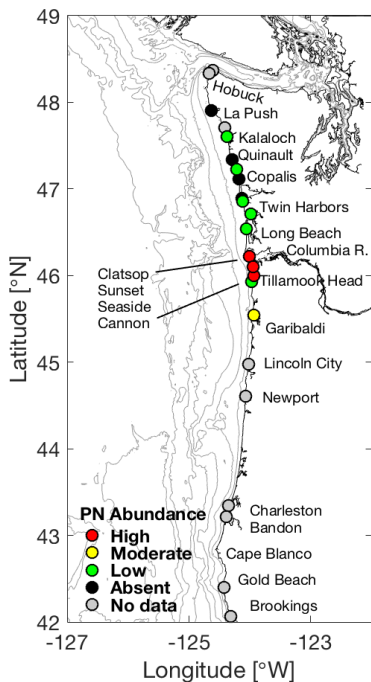 49
48
47
46
45
44
43
42
Latitude [°N]
Hobuck
La Push
Kalaloch
Quinault
Copalis
Twin Harbors
Long Beach
Columbia R.
Clatsop
Sunset
Seaside
Cannon
Tillamook Head
Garibaldi
Lincoln City
Newport
Charleston
Bandon
Cape Blanco
Gold Beach
Brookings
PN Abundance
High
Moderate
Low
Absent
No data
-127
-125
-123
Longitude [°W]